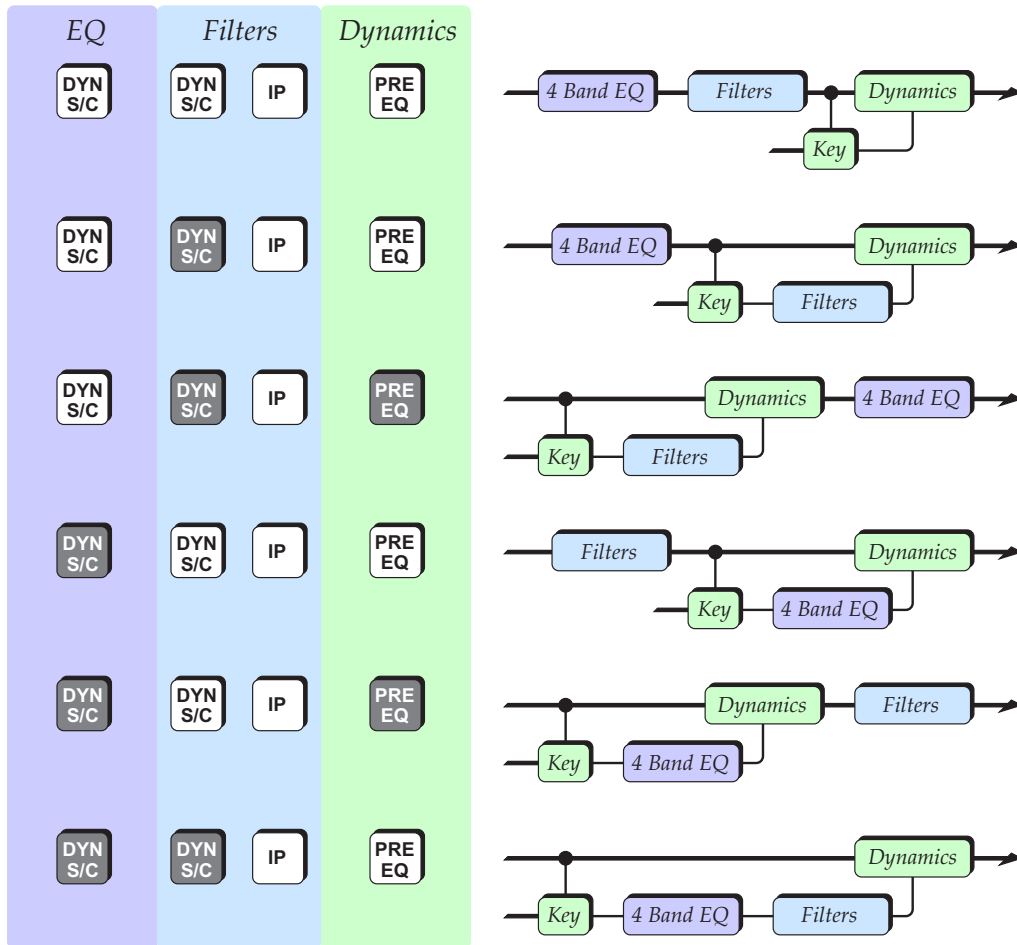 EQ Filters Dynamics
DYN S/C DYN S/C IP PRE EQ 4 Band EQ Filters Dynamics
Key
DYN S/C DYN S/C IP PRE EQ 4 Band EQ Dynamics
Key Filters
DYN S/C DYN S/C IP PRE EQ Dynamics 4 Band EQ
Key Filters
DYN S/C DYN S/C IP PRE EQ Filters Dynamics
Key 4 Band EQ
DYN S/C DYN S/C IP PRE EQ Dynamics Filters
Key 4 Band EQ
DYN S/C DYN S/C IP PRE EQ Dynamics
Key 4 Band EQ Filters